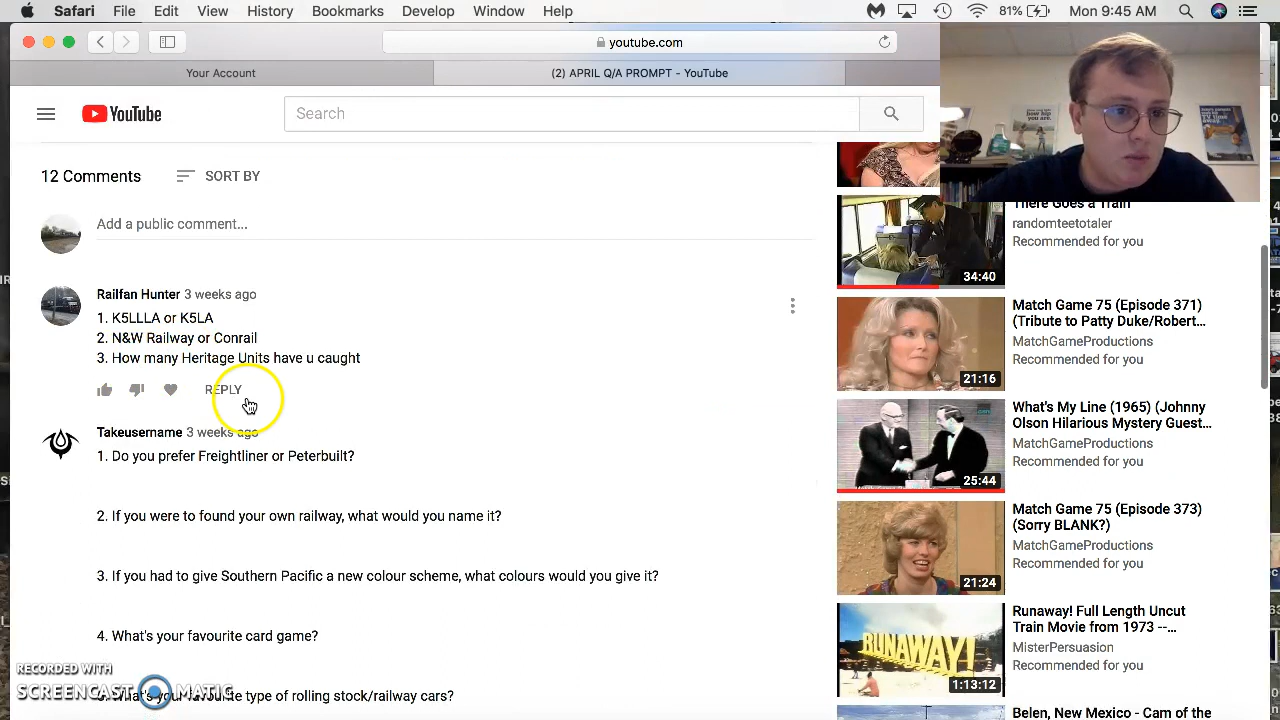 Safari File Edit View History Bookmarks Develop Window Help
81% Mon 9:45 AM
youtube.com
Your Account
(2) APRIL Q/A PROMPT - YouTube
YouTube
Search
12 Comments SORT BY
Add a public comment...
Railfan Hunter 3 weeks ago
1. K5LLLA or K5LA
2. N&W Railway or Conrail
3. How many Heritage Units have u caught
REPLY
Takeusername 3 weeks ago
1. Do you prefer Freightliner or Peterbuilt?
2. If you were to found your own railway, what would you name it?
3. If you had to give Southern Pacific a new colour scheme, what colours would you give it?
4. What's your favourite card game?
your favourite type of rolling stock/railway cars?
RECORDED WITH
SCREENCAST MATIC
There Goes a Train
randomteetotaler
Recommended for you
34:40
Match Game 75 (Episode 371)
(Tribute to Patty Duke/Robert...
MatchGameProductions
Recommended for you
21:16
What's My Line (1965) (Johnny
Olson Hilarious Mystery Guest...
MatchGameProductions
Recommended for you
25:44
Match Game 75 (Episode 373)
(Sorry BLANK?)
MatchGameProductions
Recommended for you
21:24
Runaway! Full Length Uncut
Train Movie from 1973 --...
MisterPersuasion
Recommended for you
RUNAWAY!
1:13:12
Belen, New Mexico - Cam of the